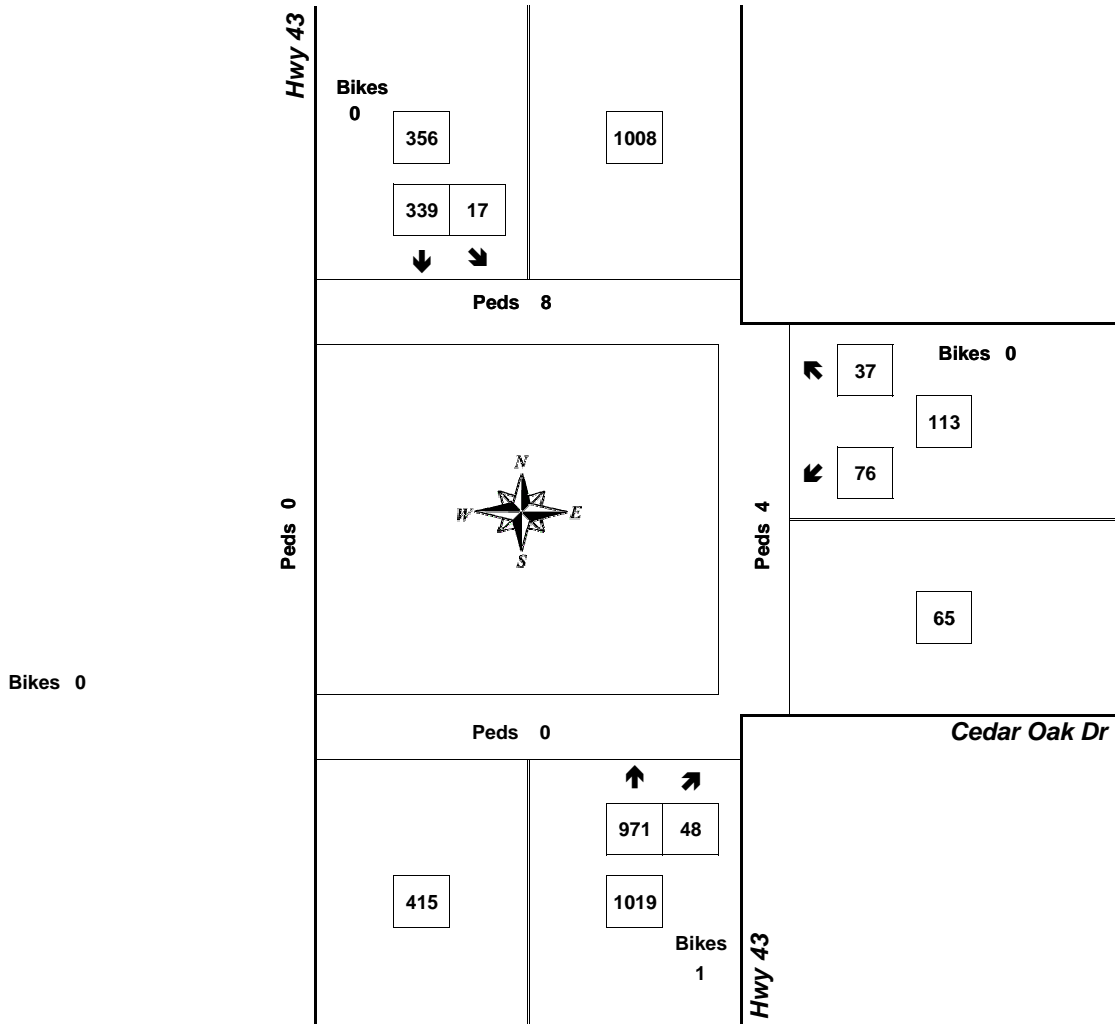 Hwy 43
Bikes
0
356
1008
339 17
Peds 8
37
Bikes 0
113
76
N
W E
S
Peds 0
Peds 4
65
Bikes 0
Peds 0
Cedar Oak Dr
971 48
415
1019
Bikes
1
Hwy 43